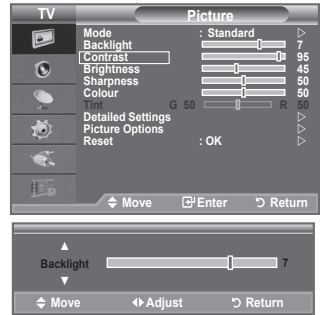 TV Picture
Mode : Standard
Backlight 7
Contrast 95
Brightness 45
Sharpness 50
Colour 50
Tint G 50 R 50
Detailed Settings
Picture Options
Reset : OK
Move Enter Return
Backlight 7
Move Adjust Return